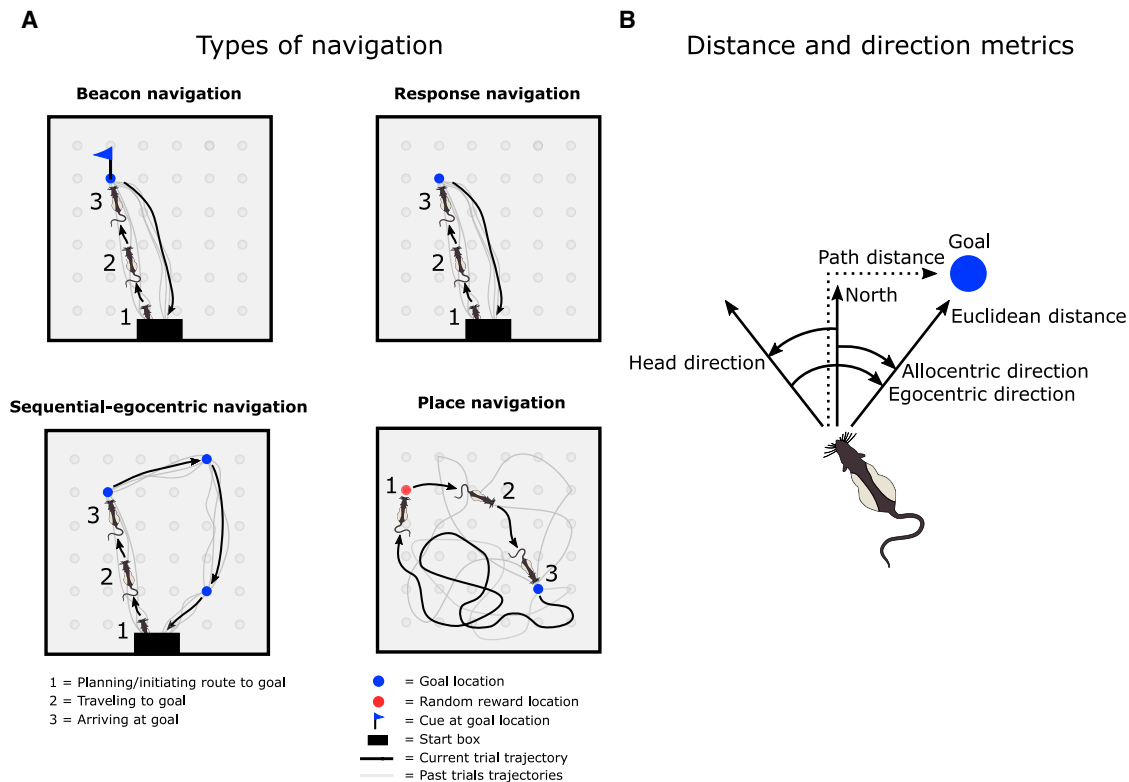 A
Types of navigation
Beacon navigation
3
2
1
Response navigation
3
2
1
Sequential-egocentric navigation
3
2
1
Place navigation
1
2
3
1 = Planning/initiating route to goal
2 = Traveling to goal
3 = Arriving at goal
= Goal location
= Random reward location
= Cue at goal location
= Start box
= Current trial trajectory
= Past trials trajectories
B
Distance and direction metrics
Goal
Path distance
North
Euclidean distance
Head direction
Allocentric direction
Egocentric direction